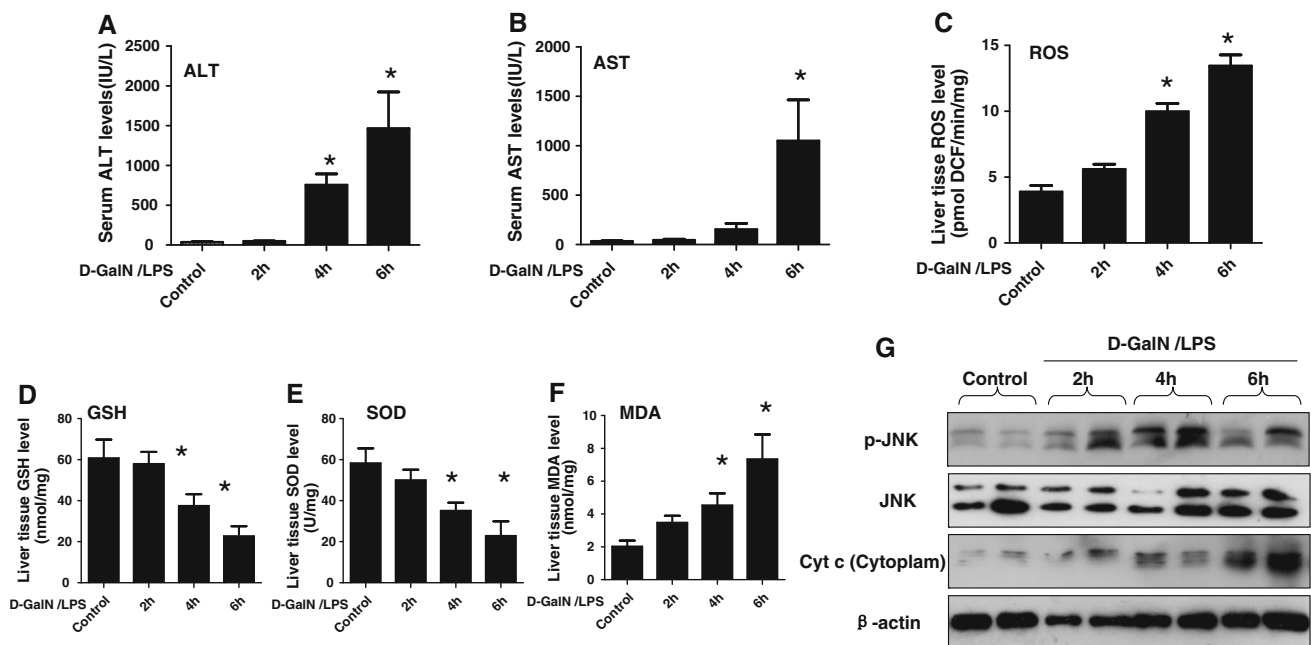 A
Serum ALT levels(IU/L)
2500
2000
1500
1000
500
0
ALT
*
*
D-GalN /LPS
Control
2h
4h
6h
B
Serum AST levels(IU/L)
2000
1500
1000
500
0
AST
*
D-GalN /LPS
Control
2h
4h
6h
C
Liver tisse ROS level
(pmol DCF/min/mg)
15
10
5
0
ROS
*
*
D-GalN /LPS
Control
2h
4h
6h
D
Liver tissue GSH level
(nmol/mg)
80
60
40
20
0
GSH
*
*
D-GalN /LPS
Control
2h
4h
6h
E
Liver tissue SOD level
(U/mg)
80
60
40
20
0
SOD
*
*
Control
2h
4h
6h
F
Liver tissue MDA level
(nmol/mg)
10
8
6
4
2
0
MDA
*
*
D-GalN /LPS
Control
2h
4h
6h
G
D-GalN /LPS
Control
2h
4h
6h
p-JNK
JNK
Cyt c (Cytoplam)
β-actin